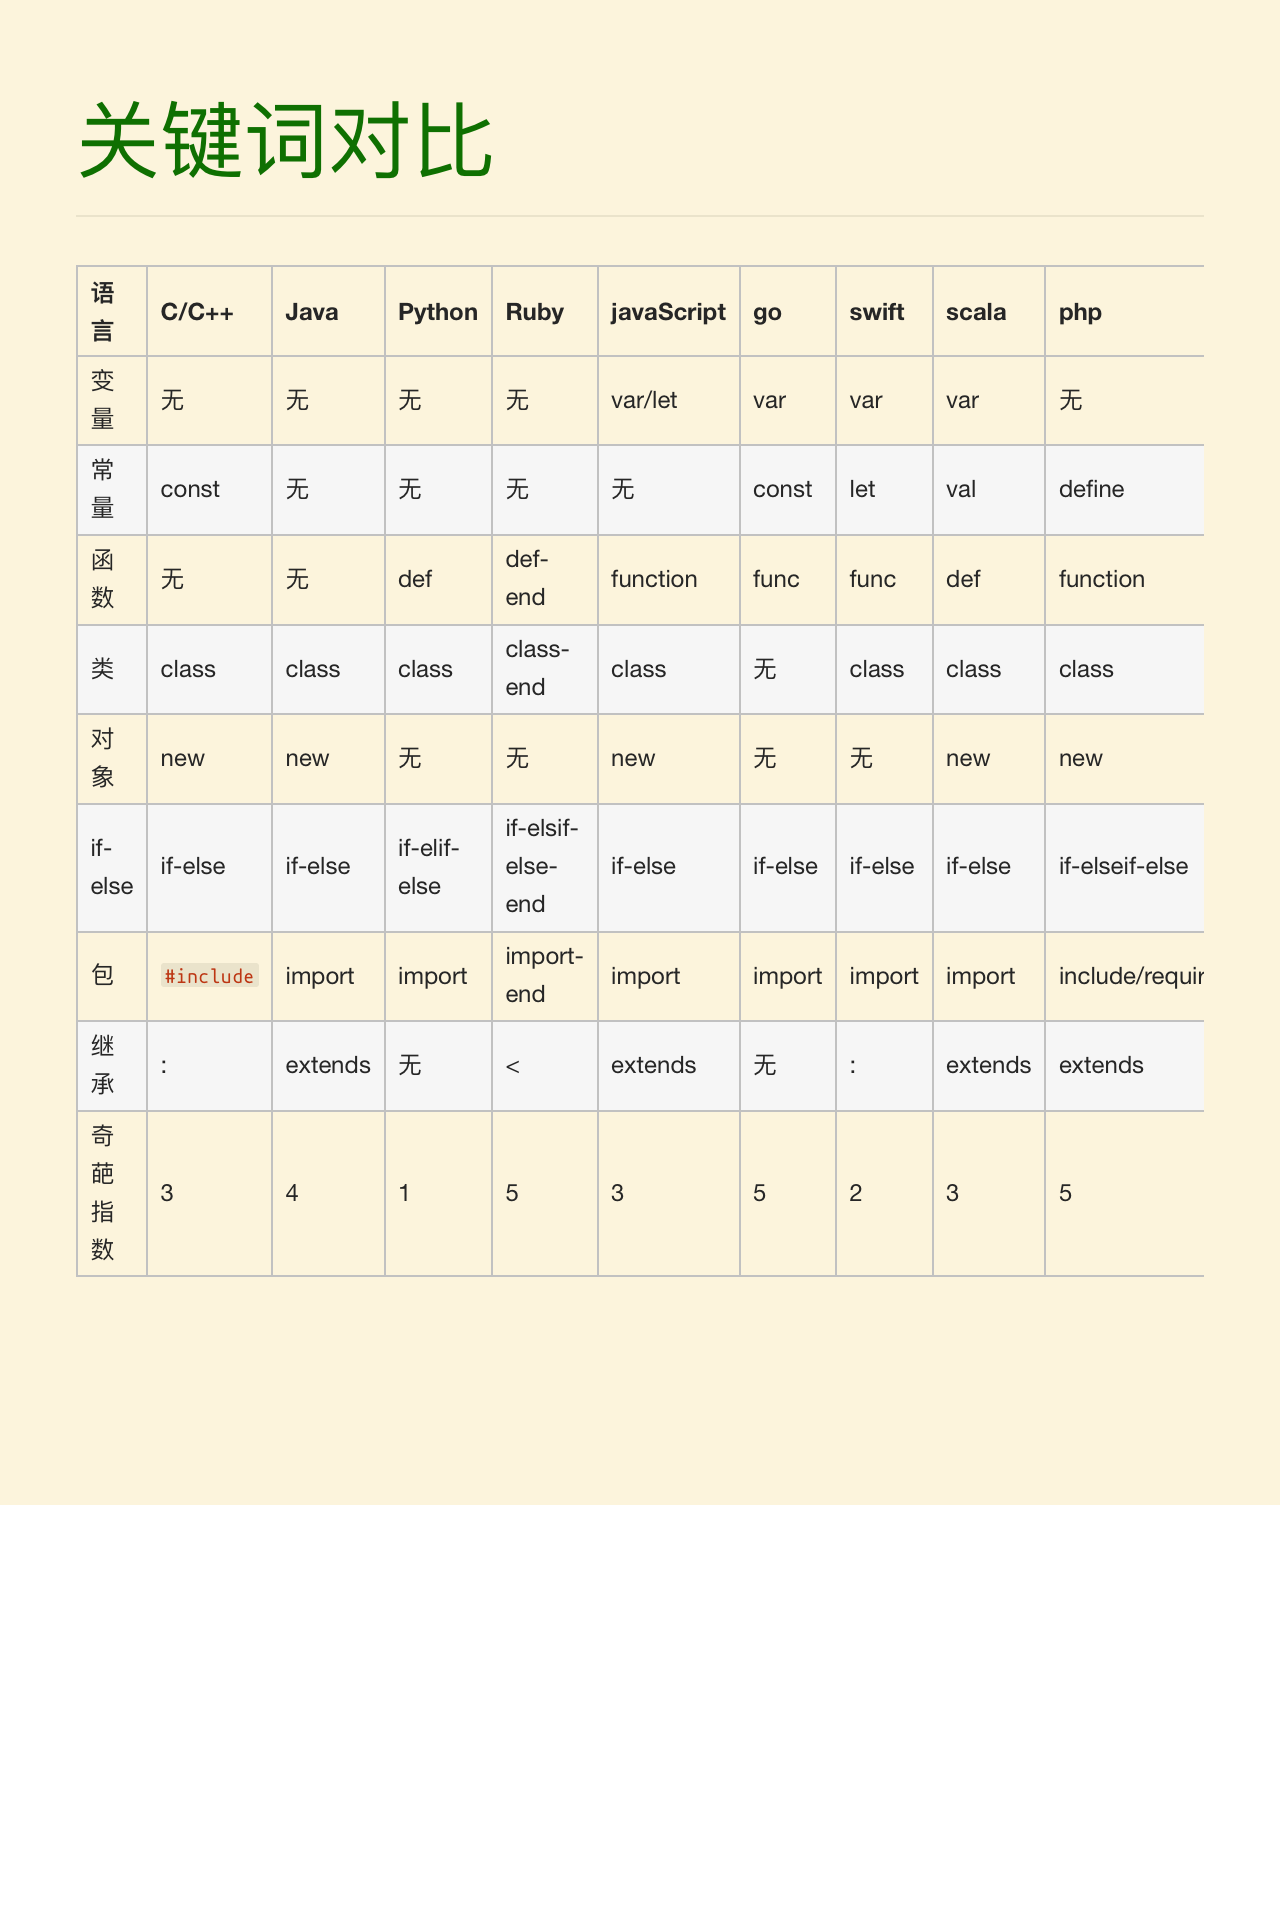 关键词对比
语言 C/C++ Java Python Ruby javaScript go swift scala php
变量 无 无 无 无 var/let var var var 无
常量 const 无 无 无 无 const let val define
函数 无 无 def def-end function func func def function
类 class class class class-end class 无 class class class
对象 new new 无 无 new 无 无 new new
if-else if-else if-else if-elif-else if-elsif-else-end if-else if-else if-else if-else if-elseif-else
包 #include import import import-end import import import import include/requir
继承 : extends 无 < extends 无 : extends extends
奇葩指数 3 4 1 5 3 5 2 3 5